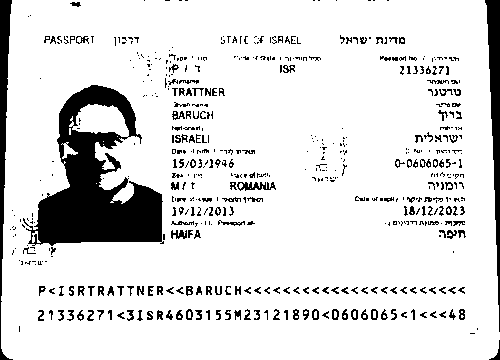 PASSPORT דרכון STATE OF ISRAEL מדינת ישראל
Type / סוג Code of State / Passport No. /
P / ד ISR 21336271
Surname
TRATTNER טרטנר
Given name
BARUCH ברוך
Nationality
ISRAELI ישראלית
Date of birth /
15/03/1946 0-0606065-1
Sex / Place of birth
M / ז ROMANIA רומניה
Date of issue / Date of expiry /
19/12/2013 18/12/2023
Authority /
HAIFA חיפה
P<ISRTRATTNER<<BARUCH<<<<<<<<<<<<<<<<<<<<<<<
21336271<3ISR4603155M23121890<0606065<1<<<48